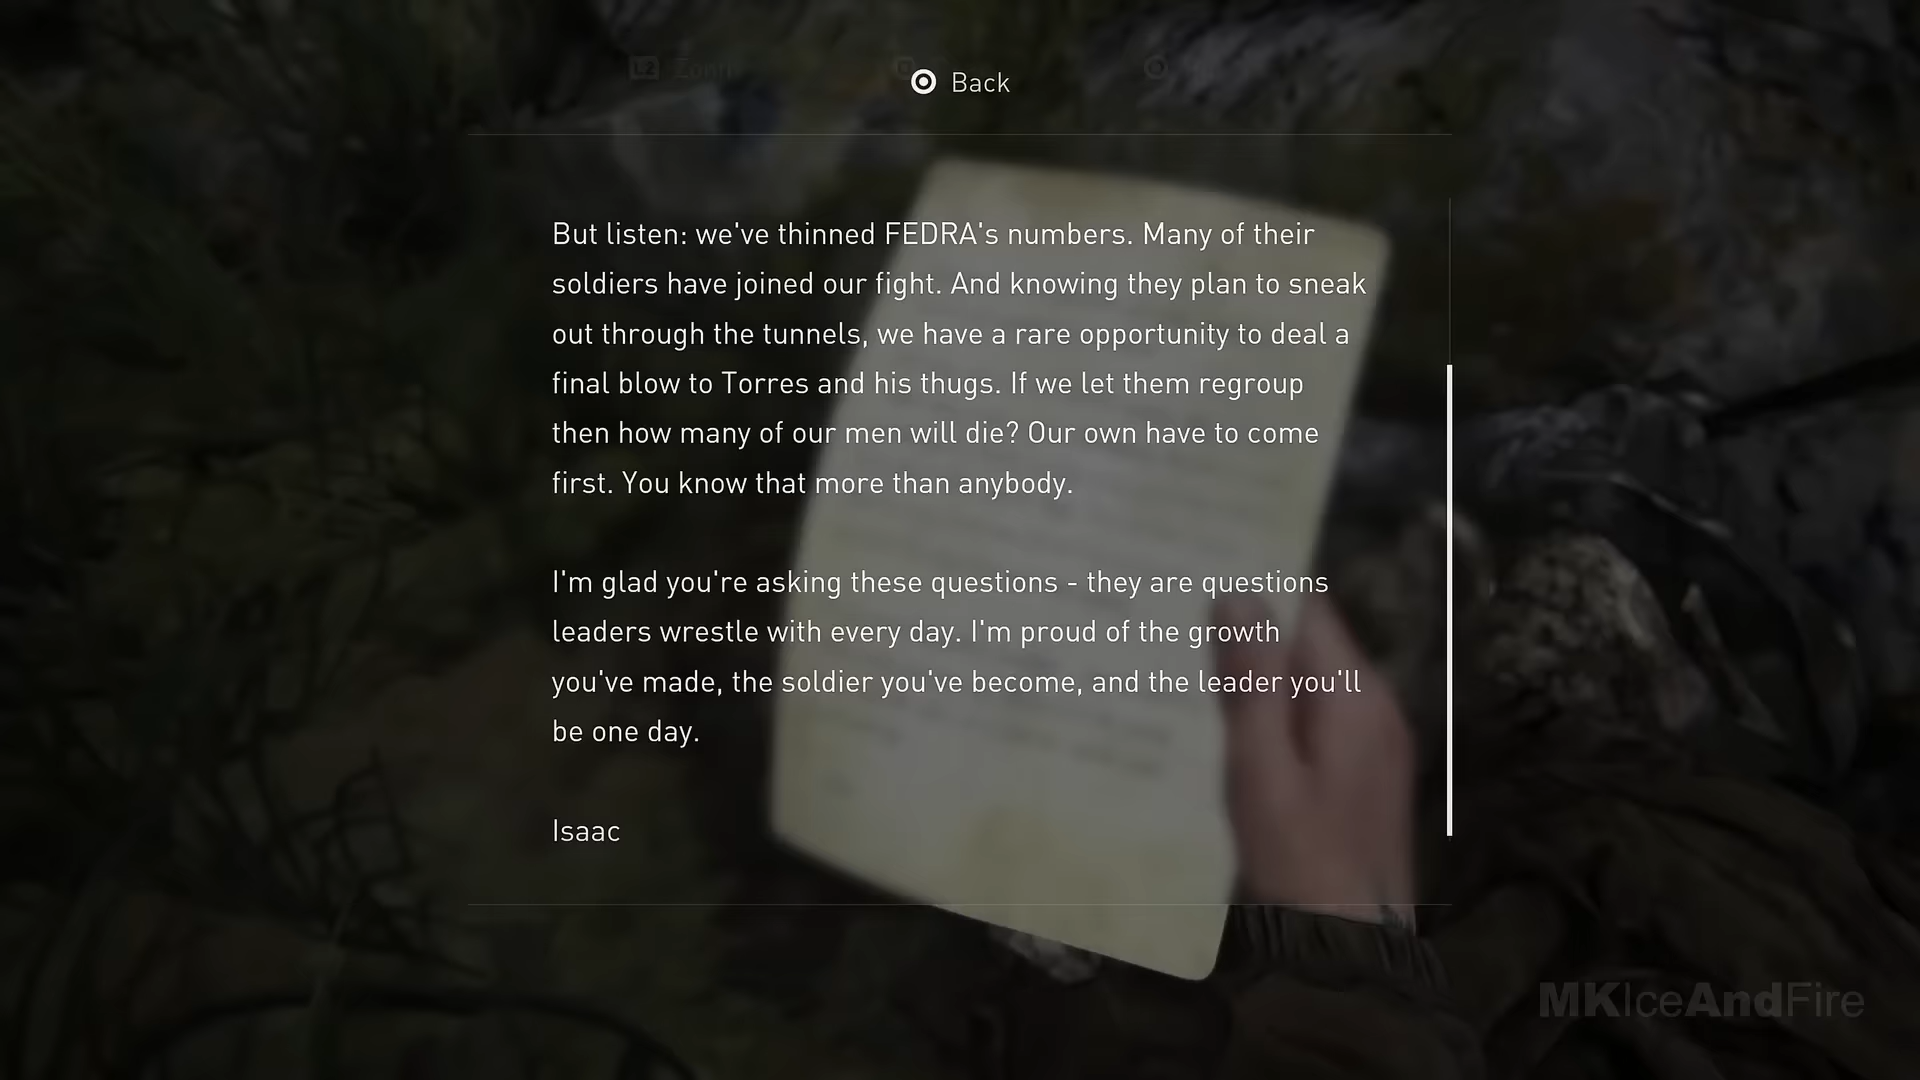 L2 Zoom
Back
But listen: we've thinned FEDRA's numbers. Many of their
soldiers have joined our fight. And knowing they plan to sneak
out through the tunnels, we have a rare opportunity to deal a
final blow to Torres and his thugs. If we let them regroup
then how many of our men will die? Our own have to come
first. You know that more than anybody.
I'm glad you're asking these questions - they are questions
leaders wrestle with every day. I'm proud of the growth
you've made, the soldier you've become, and the leader you'll
be one day.
Isaac
MKIceAndFire